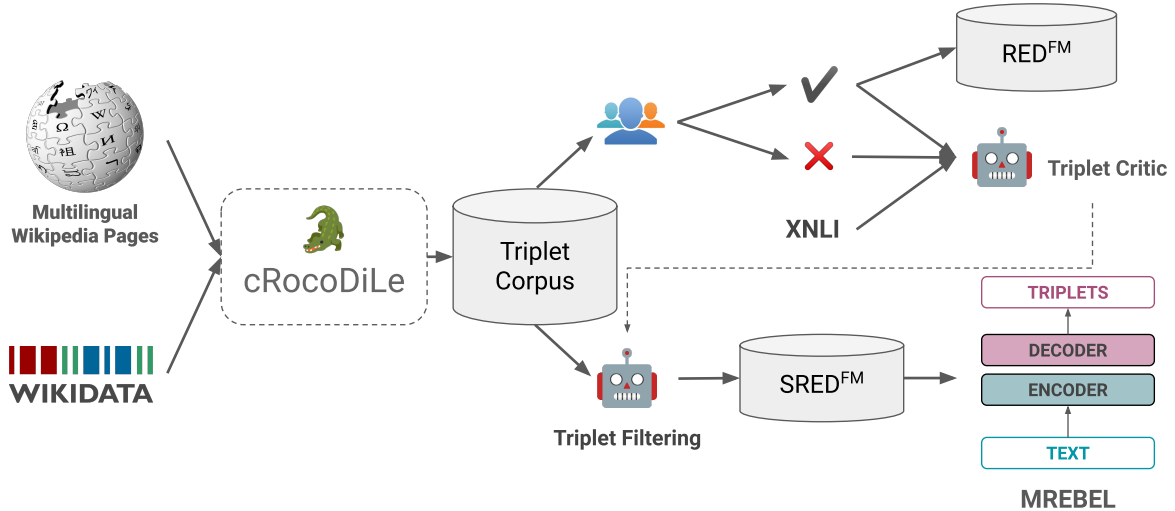 Multilingual
Wikipedia Pages
WIKIDATA
cRocoDiLe
Triplet
Corpus
XNLI
RED^FM
Triplet Critic
Triplet Filtering
SRED^FM
TRIPLETS
DECODER
ENCODER
TEXT
MREBEL